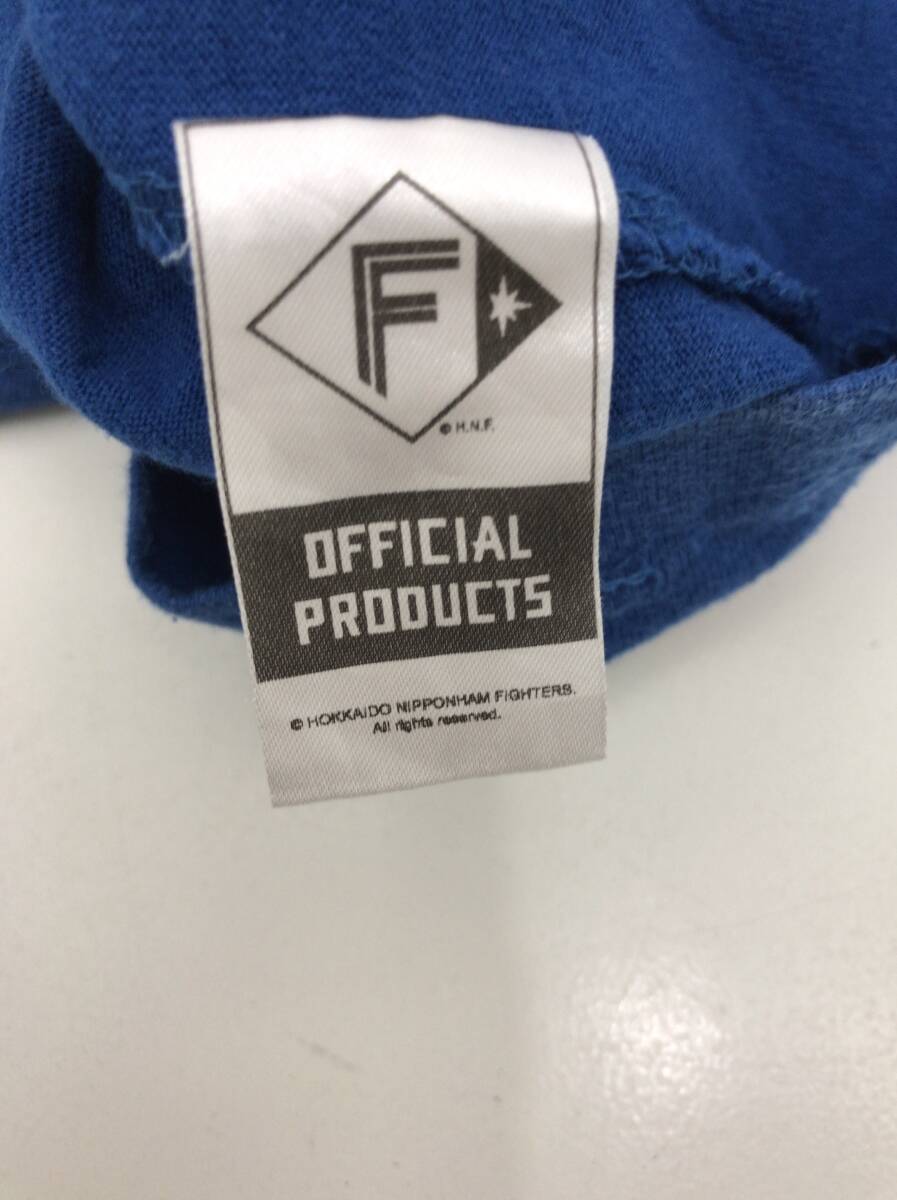 F
© H.N.F.
OFFICIAL
PRODUCTS
© HOKKAIDO NIPPONHAM FIGHTERS.
All rights reserved.